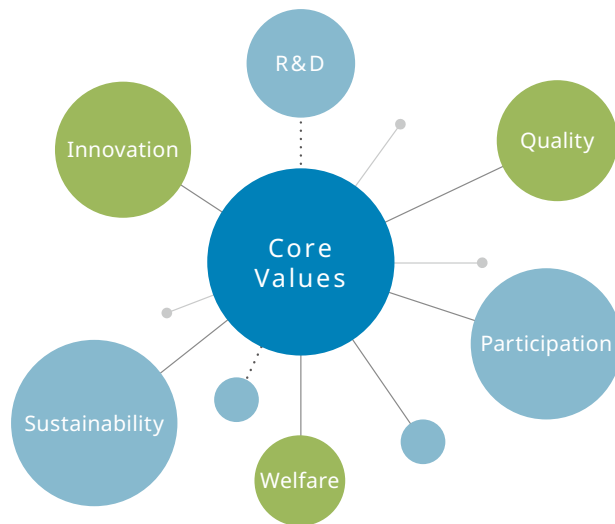 R&D
Innovation
Quality
Core
Values
Participation
Sustainability
Welfare